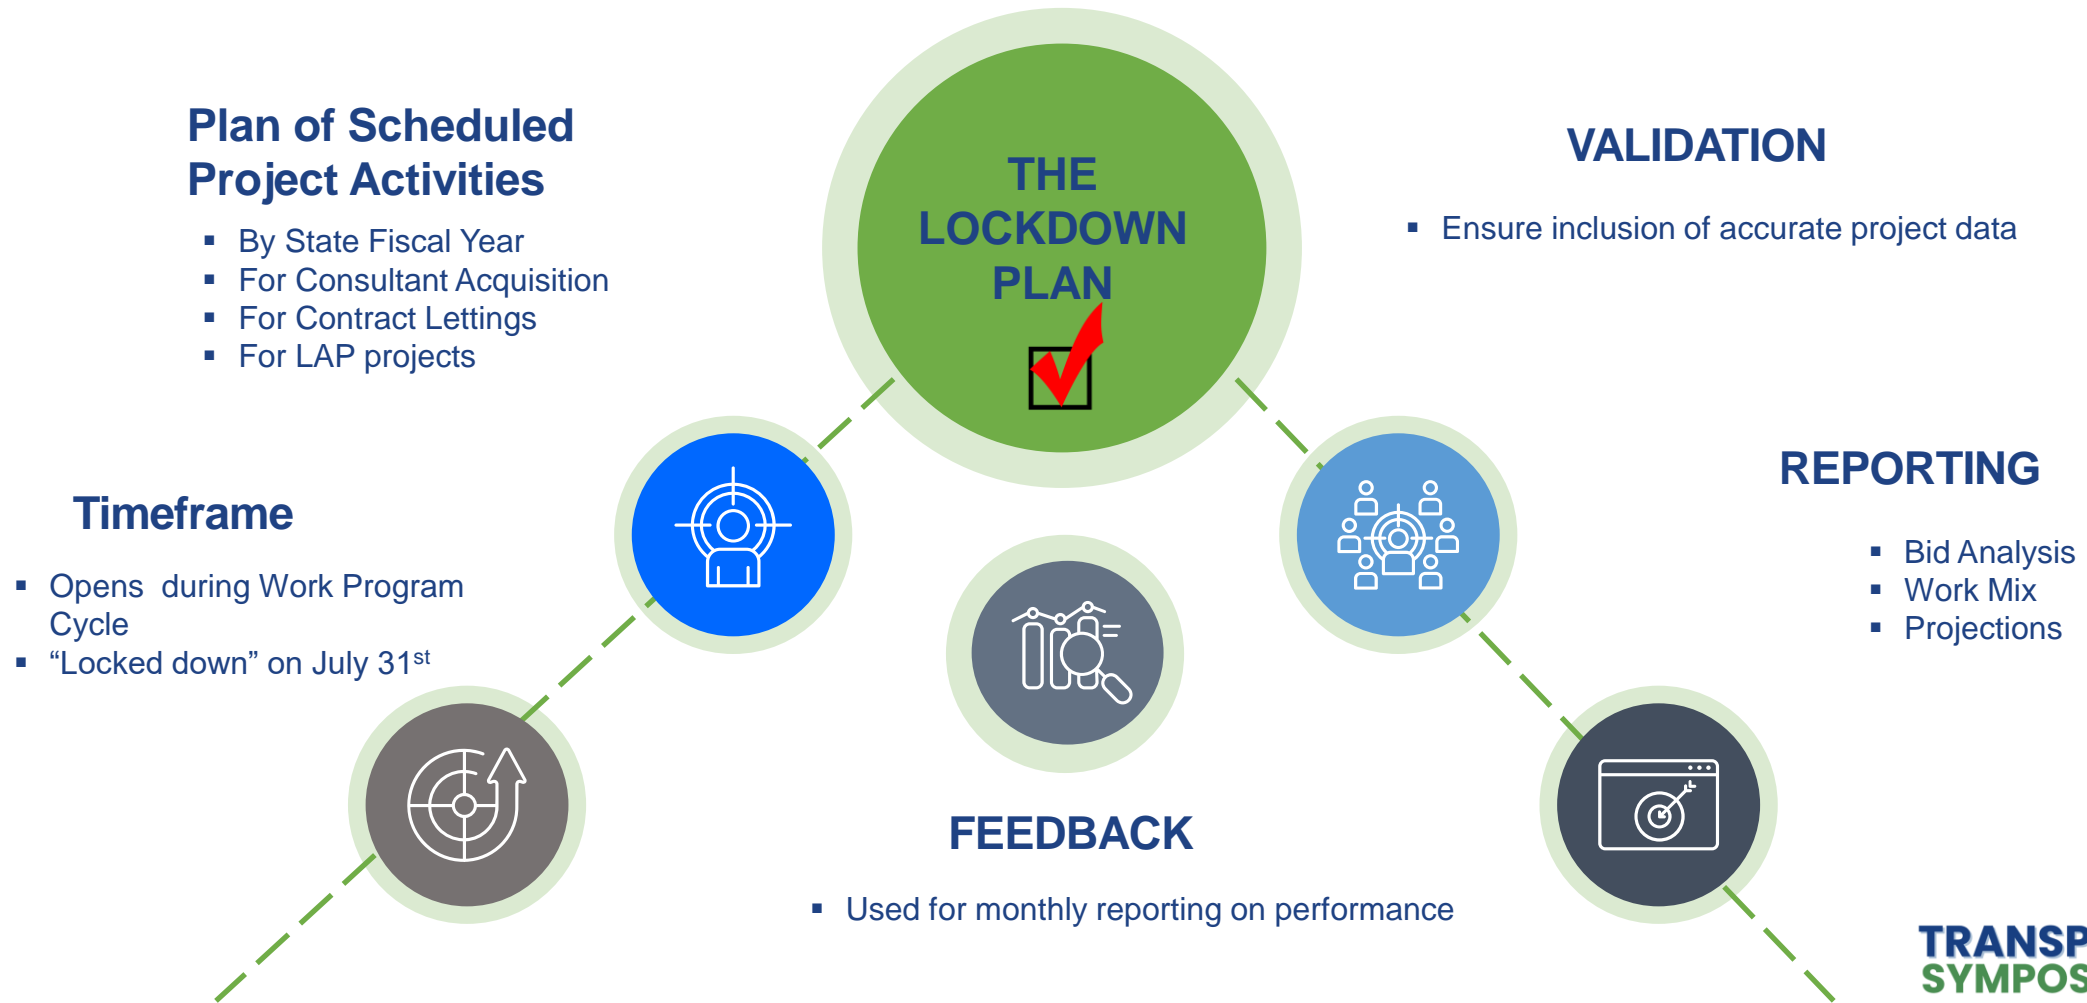 THE
LOCKDOWN
PLAN
Plan of Scheduled
Project Activities
▪ By State Fiscal Year
▪ For Consultant Acquisition
▪ For Contract Lettings
▪ For LAP projects
Timeframe
▪ Opens  during Work Program
Cycle
▪ “Locked down” on July 31st
FEEDBACK
▪ Used for monthly reporting on performance
VALIDATION
▪ Ensure inclusion of accurate project data
REPORTING
▪ Bid Analysis
▪ Work Mix
▪ Projections
TRANSP
SYMPOS